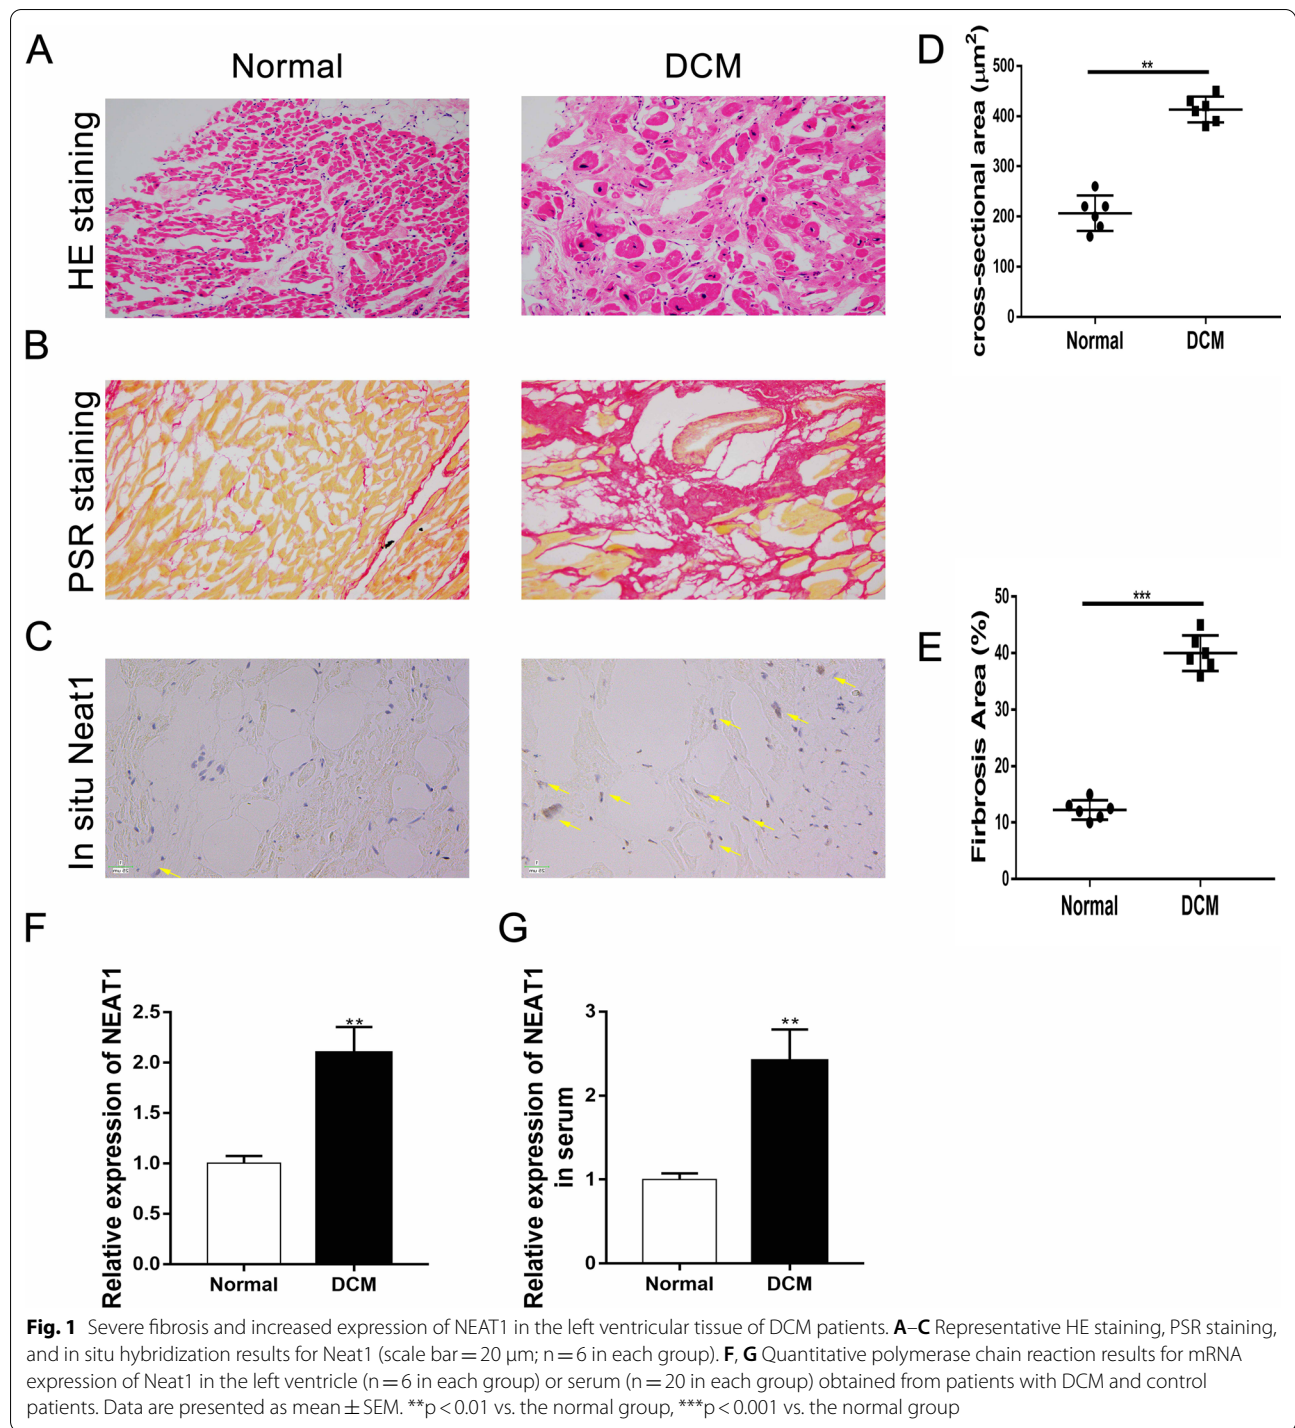 A
Normal
DCM
HE staining
B
PSR staining
C
In situ Neat1
D
cross-sectional area (μm²)
500
400
300
200
100
0
**
Normal
DCM
E
Firbrosis Area (%)
50
40
30
20
10
0
***
Normal
DCM
F
Relative expression of NEAT1
2.5
2.0
1.5
1.0
0.5
0.0
**
Normal
DCM
G
Relative expression of NEAT1
in serum
3
2
1
0
**
Normal
DCM
Fig. 1 Severe fibrosis and increased expression of NEAT1 in the left ventricular tissue of DCM patients. A–C Representative HE staining, PSR staining,
and in situ hybridization results for Neat1 (scale bar = 20 μm; n = 6 in each group). F, G Quantitative polymerase chain reaction results for mRNA
expression of Neat1 in the left ventricle (n = 6 in each group) or serum (n = 20 in each group) obtained from patients with DCM and control
patients. Data are presented as mean ± SEM. **p < 0.01 vs. the normal group, ***p < 0.001 vs. the normal group